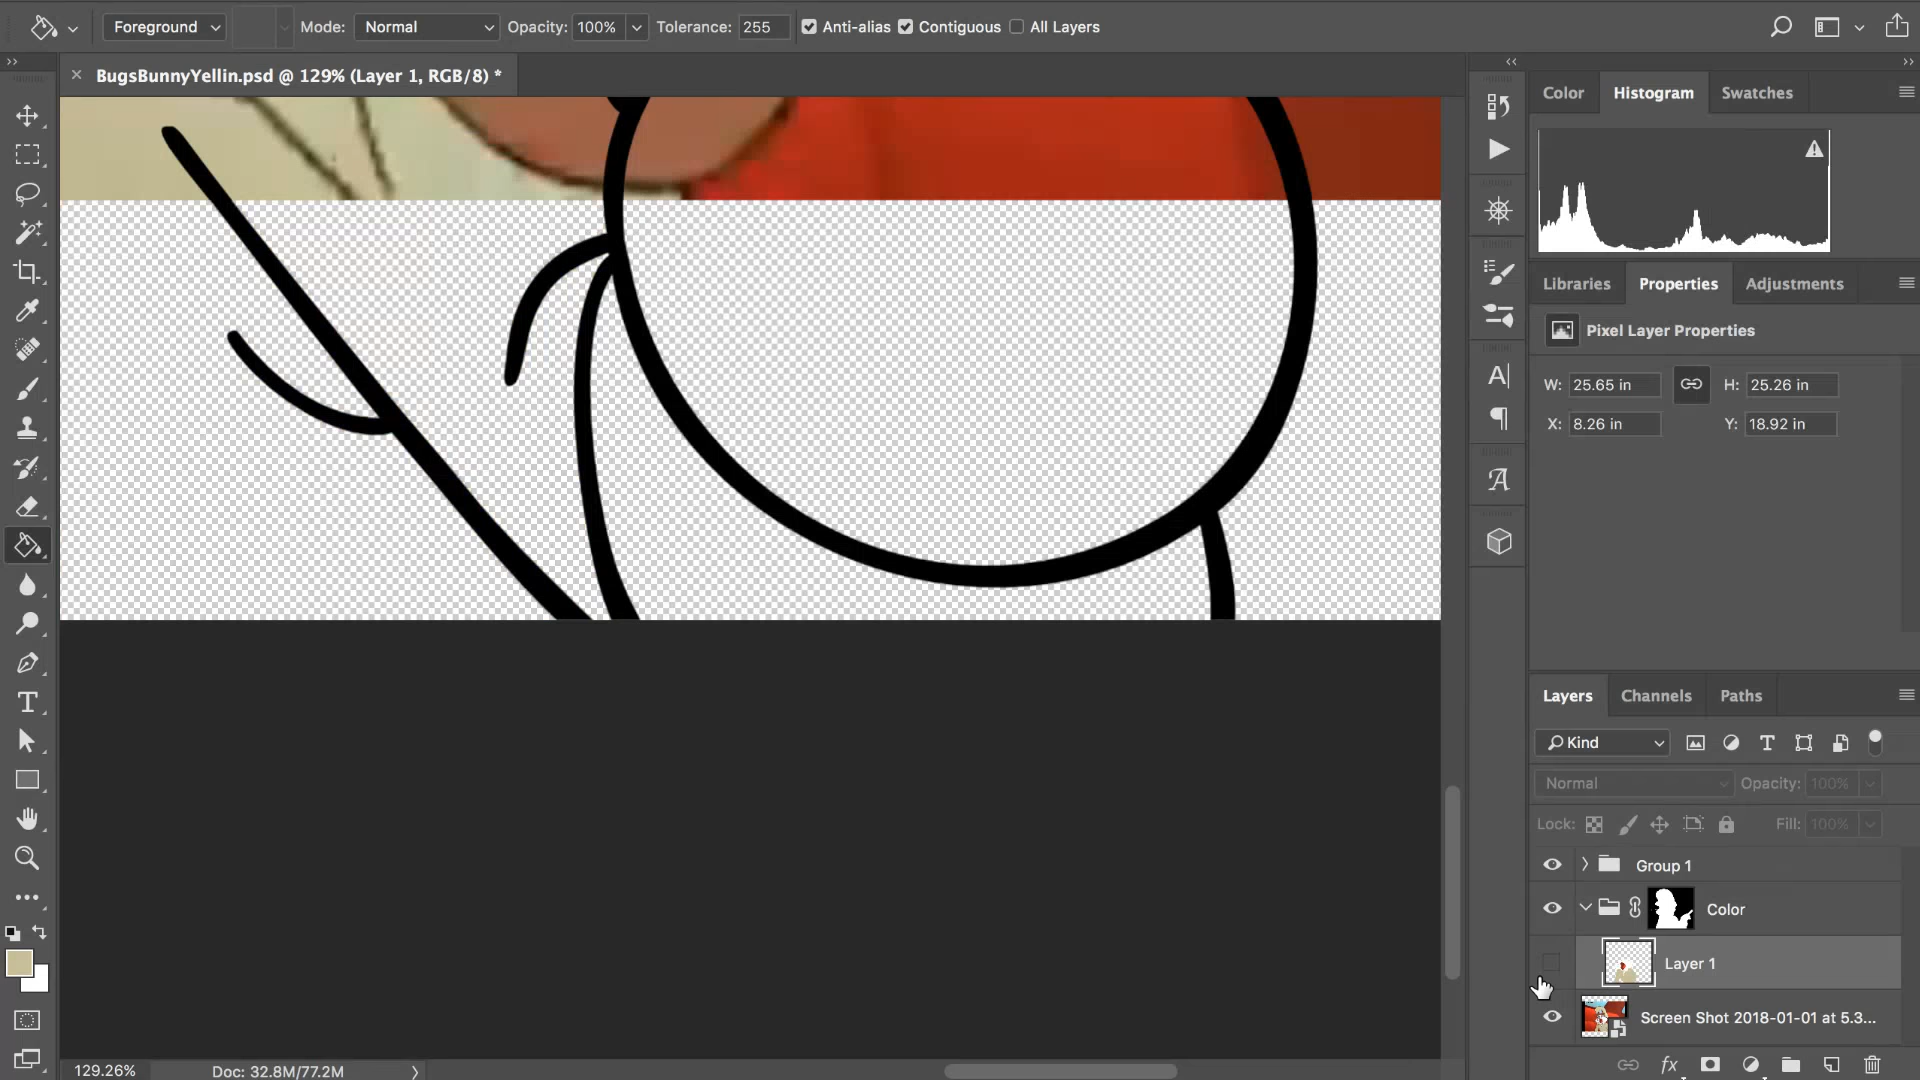 Foreground Mode: Normal Opacity: 100% Tolerance: 255 Anti-alias Contiguous All Layers
BugsBunnyYellin.psd @ 129% (Layer 1, RGB/8) *
Color Histogram Swatches
Libraries Properties Adjustments
Pixel Layer Properties
W: 25.65 in H: 25.26 in
X: 8.26 in Y: 18.92 in
Layers Channels Paths
Kind
Normal Opacity: 100%
Lock: Fill: 100%
Group 1
Color
Layer 1
Screen Shot 2018-01-01 at 5.3...
fx
129.26% Doc: 32.8M/77.2M